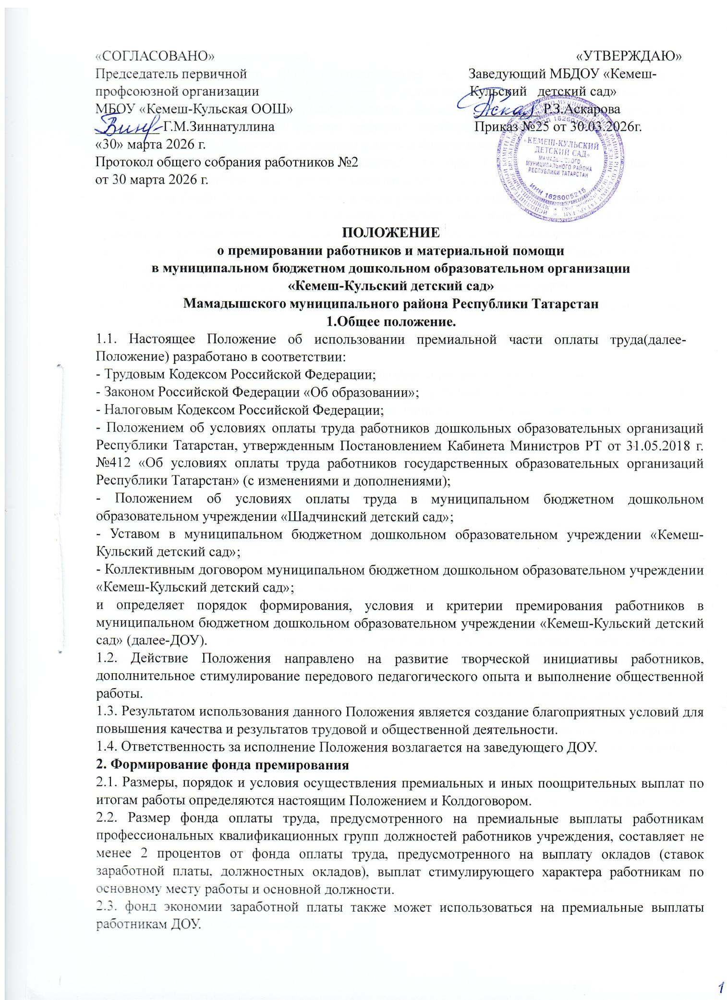 «СОГЛАСОВАНО»
Председатель первичной
профсоюзной организации
МБОУ «Кемеш-Кульская ООШ»
Г.М.Зиннатуллина
«30» марта 2026 г.
Протокол общего собрания работников №2
от 30 марта 2026 г.
«УТВЕРЖДАЮ»
Заведующий МБДОУ «Кемеш-
Кульский детский сад»
Р.З.Аскарова
Приказ №25 от 30.03.2026г.
«КЕМЕШ-КУЛЬСКИЙ
ДЕТСКИЙ САД»
МАМАДЫШСКОГО
МУНИЦИПАЛЬНОГО РАЙОНА
РЕСПУБЛИКИ ТАТАРСТАН
ИНН 1626005215
ПОЛОЖЕНИЕ
о премировании работников и материальной помощи
в муниципальном бюджетном дошкольном образовательном организации
«Кемеш-Кульский детский сад»
Мамадышского муниципального района Республики Татарстан
1.Общее положение.
1.1. Настоящее Положение об использовании премиальной части оплаты труда(далее-
Положение) разработано в соответствии:
- Трудовым Кодексом Российской Федерации;
- Законом Российской Федерации «Об образовании»;
- Налоговым Кодексом Российской Федерации;
- Положением об условиях оплаты труда работников дошкольных образовательных организаций
Республики Татарстан, утвержденным Постановлением Кабинета Министров РТ от 31.05.2018 г.
№412 «Об условиях оплаты труда работников государственных образовательных организаций
Республики Татарстан» (с изменениями и дополнениями);
- Положением об условиях оплаты труда в муниципальном бюджетном дошкольном
образовательном учреждении «Шадчинский детский сад»;
- Уставом в муниципальном бюджетном дошкольном образовательном учреждении «Кемеш-
Кульский детский сад»;
- Коллективным договором муниципальном бюджетном дошкольном образовательном учреждении
«Кемеш-Кульский детский сад»;
и определяет порядок формирования, условия и критерии премирования работников в
муниципальном бюджетном дошкольном образовательном учреждении «Кемеш-Кульский детский
сад» (далее-ДОУ).
1.2. Действие Положения направлено на развитие творческой инициативы работников,
дополнительное стимулирование передового педагогического опыта и выполнение общественной
работы.
1.3. Результатом использования данного Положения является создание благоприятных условий для
повышения качества и результатов трудовой и общественной деятельности.
1.4. Ответственность за исполнение Положения возлагается на заведующего ДОУ.
2. Формирование фонда премирования
2.1. Размеры, порядок и условия осуществления премиальных и иных поощрительных выплат по
итогам работы определяются настоящим Положением и Колдоговором.
2.2. Размер фонда оплаты труда, предусмотренного на премиальные выплаты работникам
профессиональных квалификационных групп должностей работников учреждения, составляет не
менее 2 процентов от фонда оплаты труда, предусмотренного на выплату окладов (ставок
заработной платы, должностных окладов), выплат стимулирующего характера работникам по
основному месту работы и основной должности.
2.3. фонд экономии заработной платы также может использоваться на премиальные выплаты
работникам ДОУ.
1